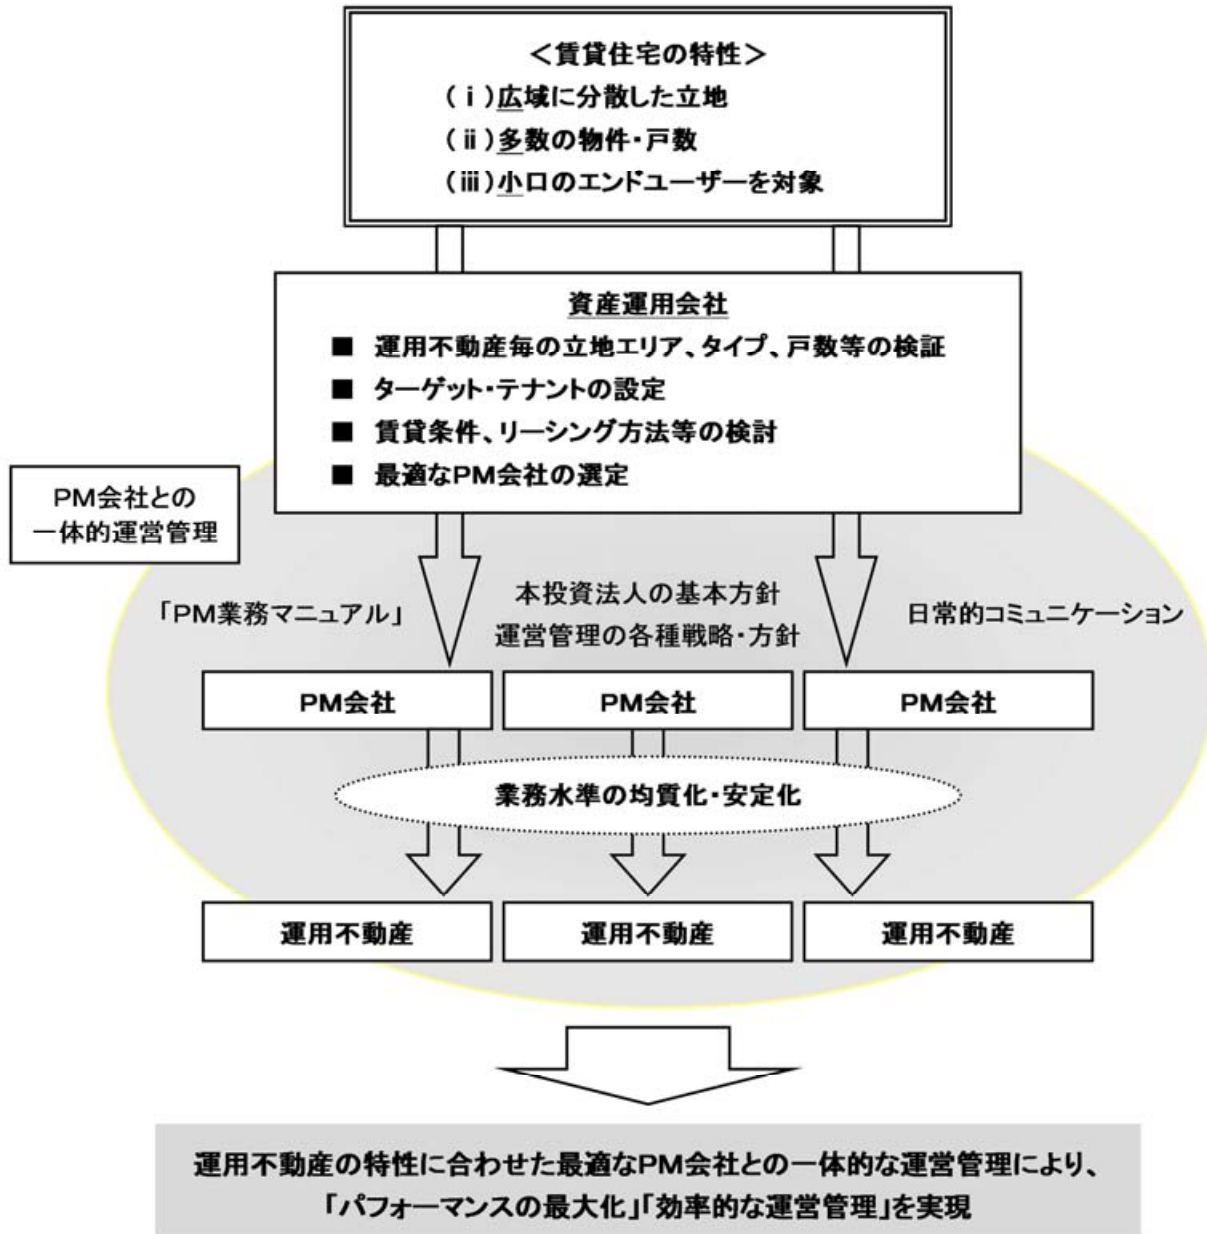 ＜賃貸住宅の特性＞
(ⅰ)広域に分散した立地
(ⅱ)多数の物件・戸数
(ⅲ)小口のエンドユーザーを対象
資産運用会社
■ 運用不動産毎の立地エリア、タイプ、戸数等の検証
■ ターゲット・テナントの設定
■ 賃貸条件、リーシング方法等の検討
■ 最適なPM会社の選定
PM会社との
一体的運営管理
「PM業務マニュアル」
本投資法人の基本方針
運営管理の各種戦略・方針
日常的コミュニケーション
PM会社
PM会社
PM会社
業務水準の均質化・安定化
運用不動産
運用不動産
運用不動産
運用不動産の特性に合わせた最適なPM会社との一体的な運営管理により、
「パフォーマンスの最大化」「効率的な運営管理」を実現